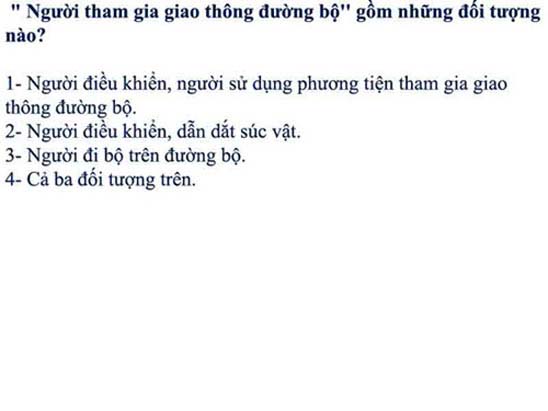 " Người tham gia giao thông đường bộ" gồm những đối tượng
nào?
1- Người điều khiển, người sử dụng phương tiện tham gia giao
thông đường bộ.
2- Người điều khiển, dẫn dắt súc vật.
3- Người đi bộ trên đường bộ.
4- Cả ba đối tượng trên.